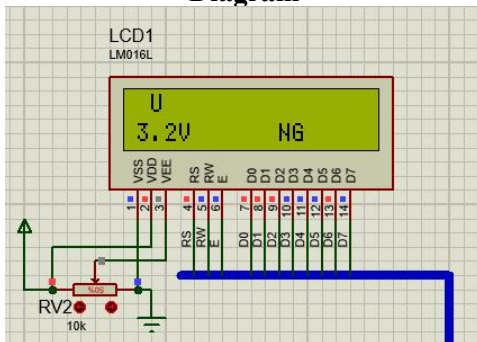 Diagram
LCD1
LM016L
U
3.2V NG
VSS VDD VEE RS RW E D0 D1 D2 D3 D4 D5 D6 D7
1 2 3 4 5 6 7 8 9 10 11 12 13 14
RS RW E D0 D1 D2 D3 D4 D5 D6 D7
RV2
10k